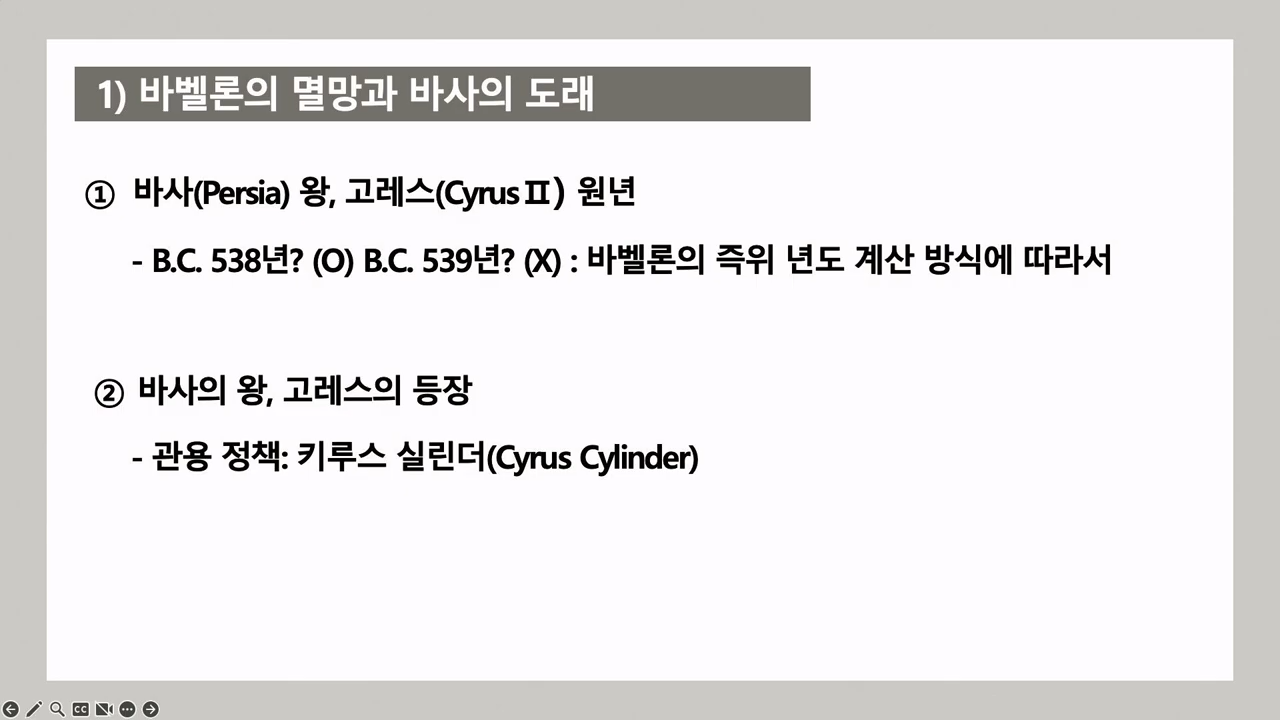 1) 바벨론의 멸망과 바사의 도래
① 바사(Persia) 왕, 고레스(CyrusⅡ) 원년
- B.C. 538년? (O) B.C. 539년? (X) : 바벨론의 즉위 년도 계산 방식에 따라서
② 바사의 왕, 고레스의 등장
- 관용 정책: 키루스 실린더(Cyrus Cylinder)
CC